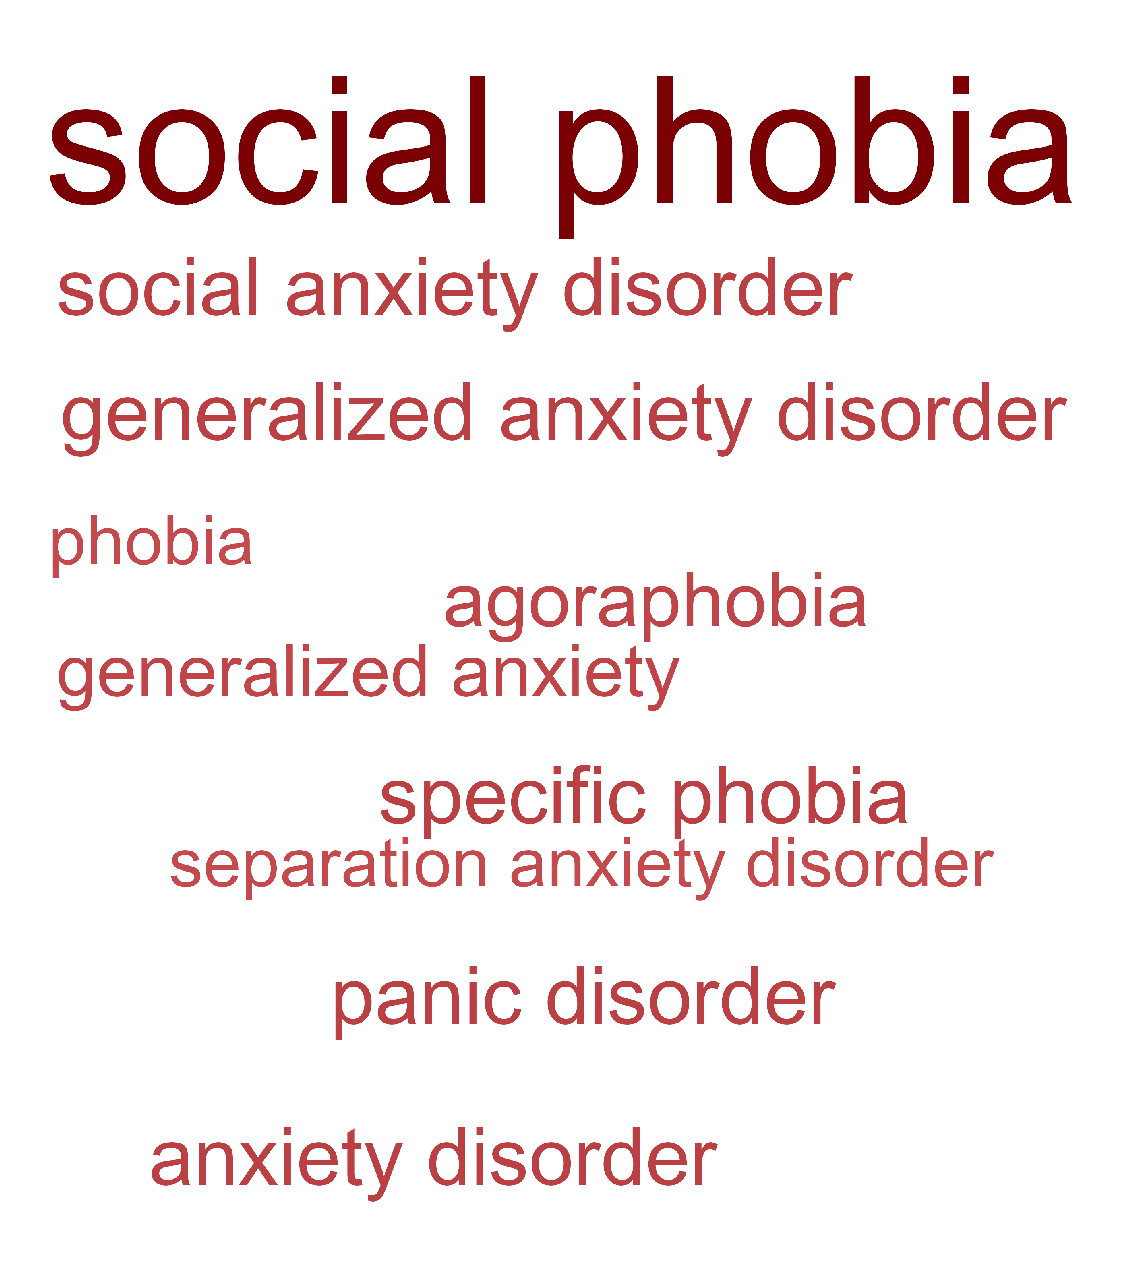 social phobia
social anxiety disorder
generalized anxiety disorder
phobia
agoraphobia
generalized anxiety
specific phobia
separation anxiety disorder
panic disorder
anxiety disorder